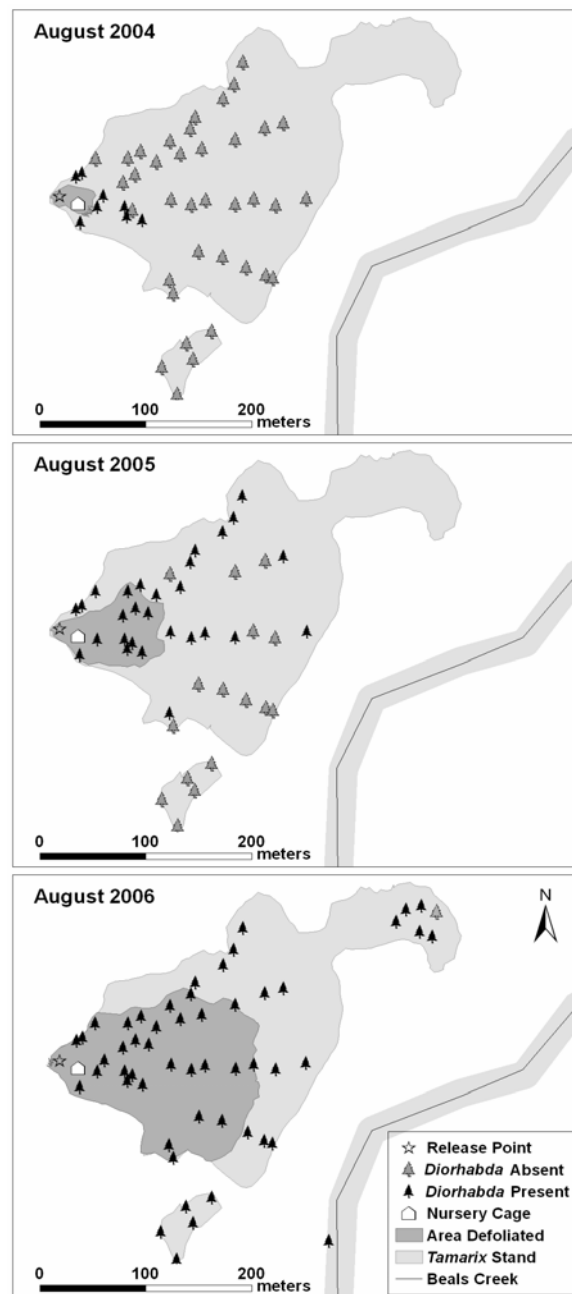 August 2004
0 100 200
meters
August 2005
0 100 200
meters
August 2006
N
Release Point
Diorhabda Absent
Diorhabda Present
Nursery Cage
Area Defoliated
Tamarix Stand
Beals Creek
0 100 200
meters